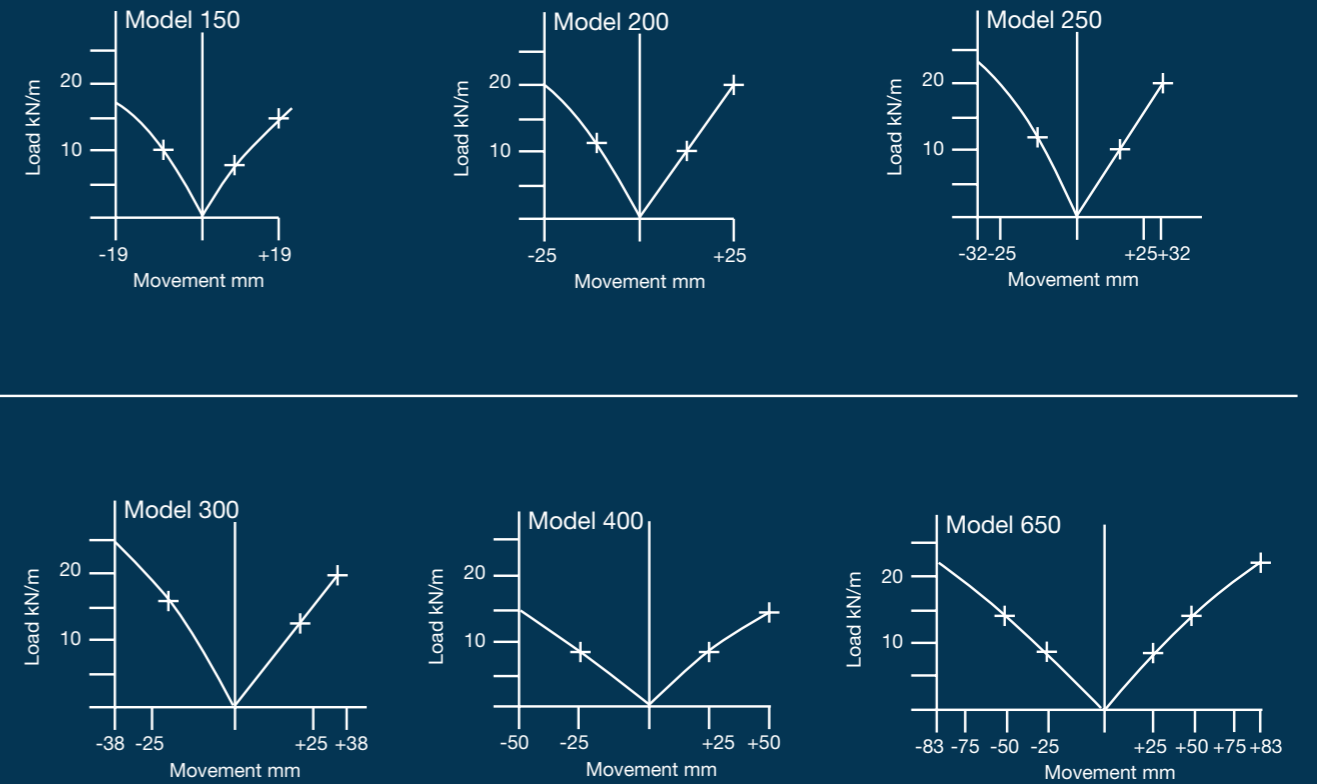 Model 150
Load kN/m
20
10
-19
+19
Movement mm
Model 200
Load kN/m
20
10
-25
+25
Movement mm
Model 250
Load kN/m
20
10
-32-25
+25+32
Movement mm
Model 300
Load kN/m
20
10
-38 -25
+25 +38
Movement mm
Model 400
Load kN/m
20
10
-50 -25
+25 +50
Movement mm
Model 650
Load kN/m
20
10
-83 -75 -50 -25
+25 +50 +75 +83
Movement mm